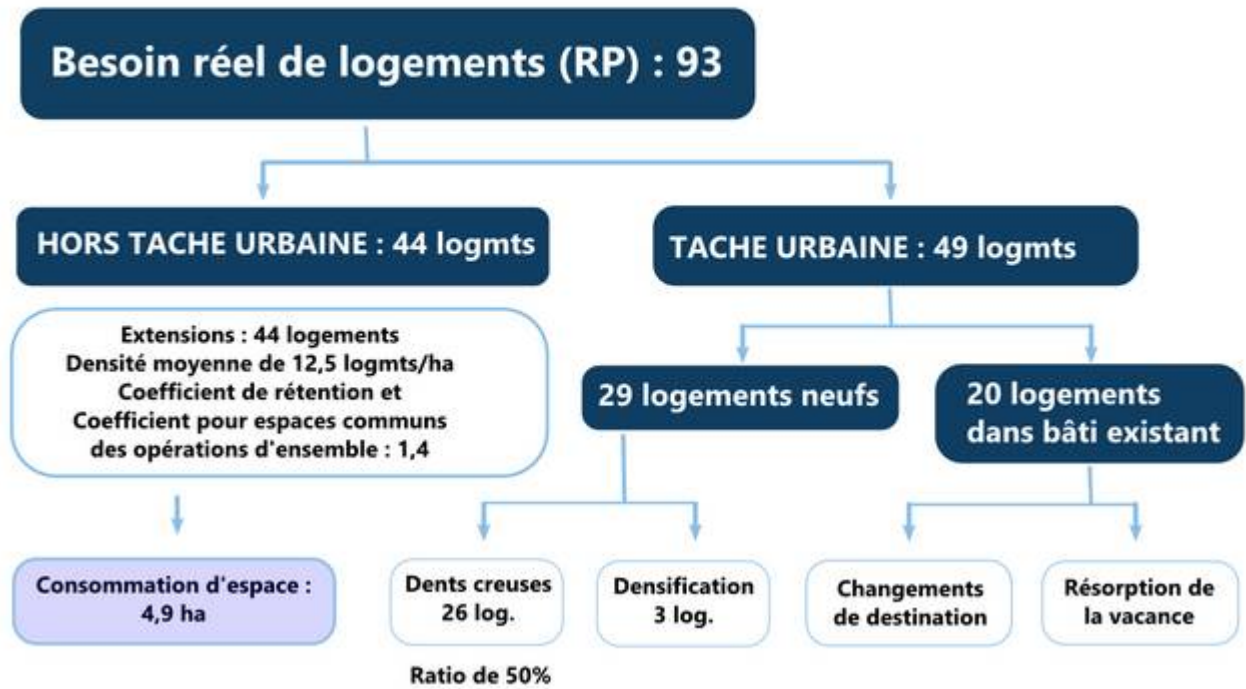 Besoin réel de logements (RP) : 93
HORS TACHE URBAINE : 44 logmts
TACHE URBAINE : 49 logmts
Extensions : 44 logements
Densité moyenne de 12,5 logmts/ha
Coefficient de rétention et
Coefficient pour espaces communs
des opérations d'ensemble : 1,4
29 logements neufs
20 logements
dans bâti existant
Consommation d'espace :
4,9 ha
Dents creuses
26 log.
Densification
3 log.
Changements
de destination
Résorption de
la vacance
Ratio de 50%